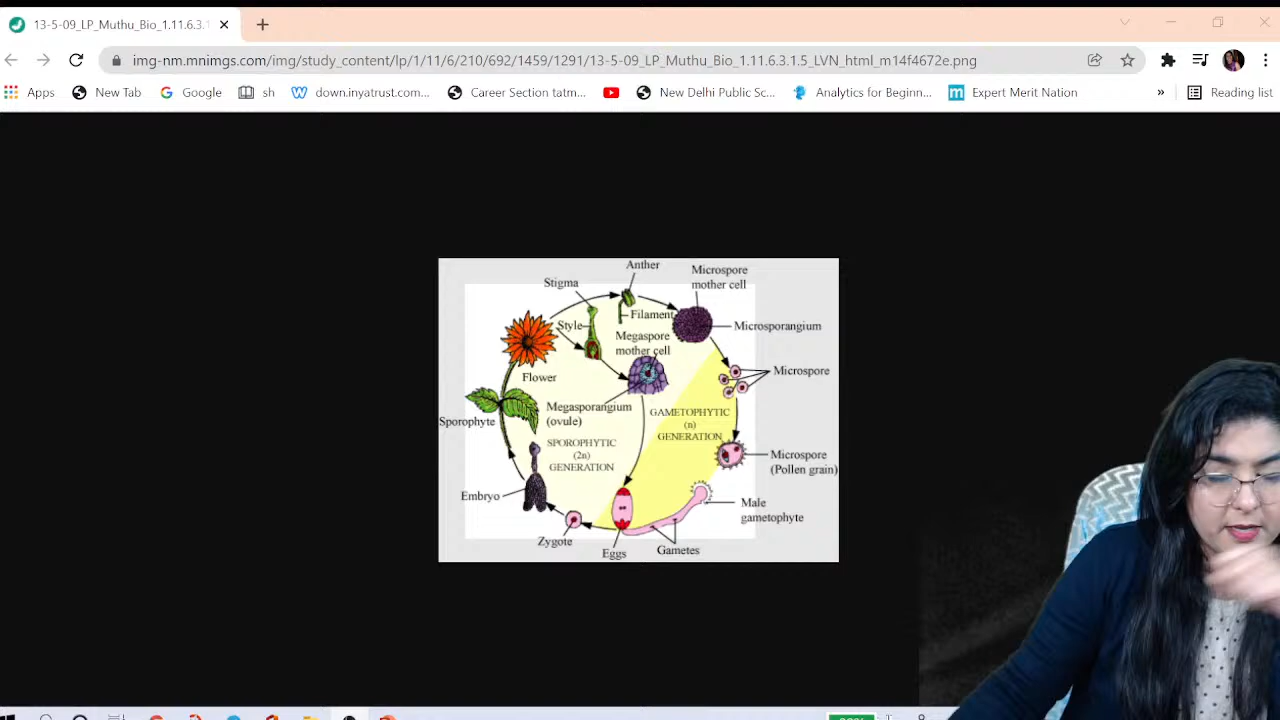 13-5-09_LP_Muthu_Bio_1.11.6.3.1
img-nm.mnimgs.com/img/study_content/lp/1/11/6/210/692/1459/1291/13-5-09_LP_Muthu_Bio_1.11.6.3.1.5_LVN_html_m14f4672e.png
Apps New Tab Google sh down.inyatrust.com... Career Section tatm... New Delhi Public Sc... Analytics for Beginn... Expert Merit Nation » Reading list
Anther
Microspore
mother cell
Stigma
Filament
Style
Microsporangium
Megaspore
mother cell
Microspore
Flower
Megasporangium
(ovule)
GAMETOPHYTIC
(n)
GENERATION
Sporophyte
SPOROPHYTIC
(2n)
GENERATION
Microspore
(Pollen grain)
Embryo
Male
gametophyte
Zygote
Eggs
Gametes